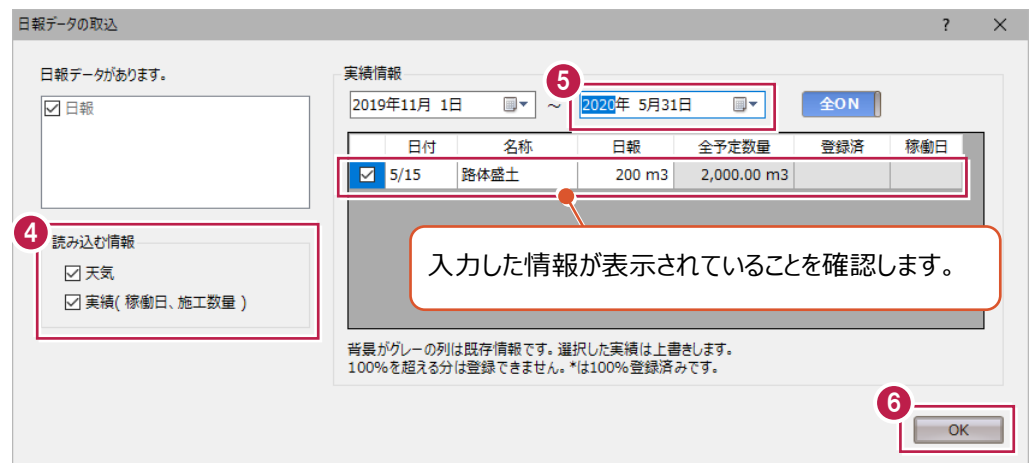 日報データの取込
? ×
日報データがあります。
日報
4
読み込む情報
天気
実績( 稼働日、施工数量 )
実績情報
5
2019年11月 1日 ～ 2020年 5月31日 全ON
日付 名称 日報 全予定数量 登録済 稼働日
5/15 路体盛土 200 m3 2,000.00 m3
入力した情報が表示されていることを確認します。
背景がグレーの列は既存情報です。選択した実績は上書きします。
100%を超える分は登録できません。*は100%登録済みです。
6
OK